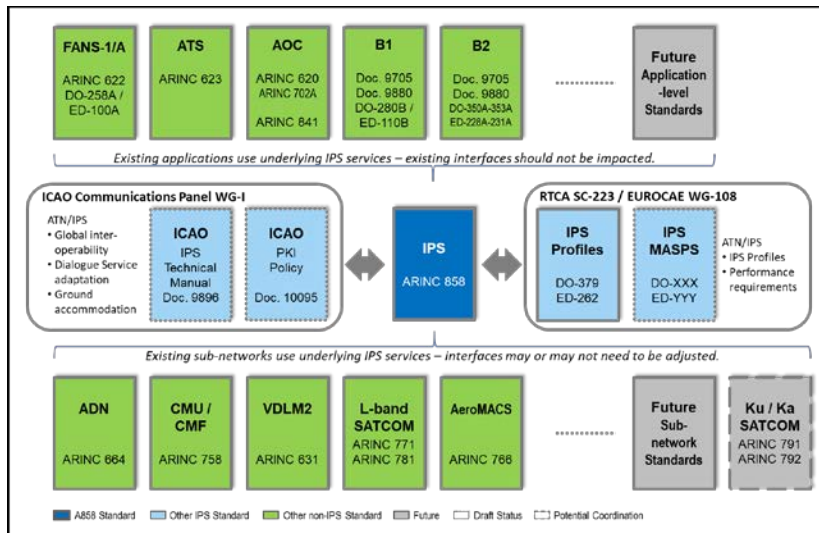 FANS-1/A
ARINC 622
DO-258A /
ED-100A
ATS
ARINC 623
AOC
ARINC 620
ARINC 702A
ARINC 841
B1
Doc. 9705
Doc. 9880
DO-280B /
ED-110B
B2
Doc. 9705
Doc. 9880
DO-350A-353A
ED-228A-231A
Future
Application
-level
Standards
Existing applications use underlying IPS services – existing interfaces should not be impacted.
ICAO Communications Panel WG-I
ATN/IPS
• Global inter-
operability
• Dialogue Service
adaptation
• Ground
accommodation
ICAO
IPS
Technical
Manual
Doc. 9896
ICAO
PKI
Policy
Doc. 10095
IPS
ARINC 858
RTCA SC-223 / EUROCAE WG-108
IPS
Profiles
DO-379
ED-262
IPS
MASPS
DO-XXX
ED-YYY
ATN/IPS
• IPS Profiles
• Performance
requirements
Existing sub-networks use underlying IPS services – interfaces may or may not need to be adjusted.
ADN
ARINC 664
CMU /
CMF
ARINC 758
VDLM2
ARINC 631
L-band
SATCOM
ARINC 771
ARINC 781
AeroMACS
ARINC 766
Future
Sub-
network
Standards
Ku / Ka
SATCOM
ARINC 791
ARINC 792
A858 Standard
Other IPS Standard
Other non-IPS Standard
Future
Draft Status
Potential Coordination